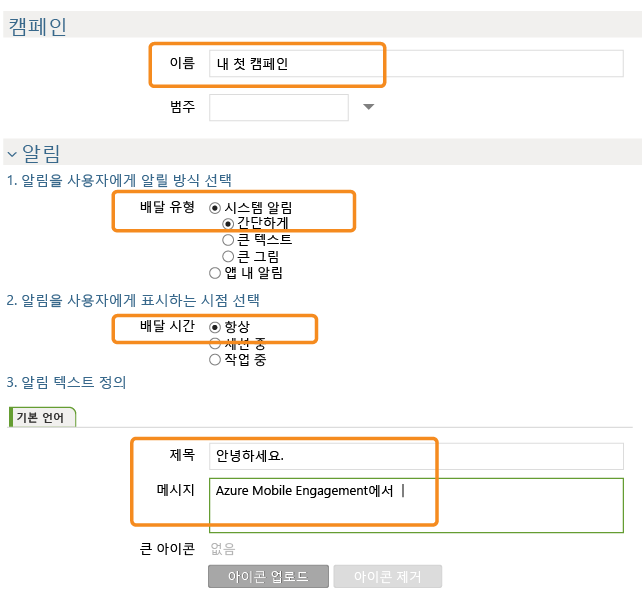 캠페인
이름 내 첫 캠페인
범주
알림
1. 알림을 사용자에게 알릴 방식 선택
배달 유형 시스템 알림
간단하게
큰 텍스트
큰 그림
앱 내 알림
2. 알림을 사용자에게 표시하는 시점 선택
배달 시간 항상
세션 중
작업 중
3. 알림 텍스트 정의
기본 언어
제목 안녕하세요.
메시지 Azure Mobile Engagement에서
큰 아이콘 없음
아이콘 업로드 아이콘 제거